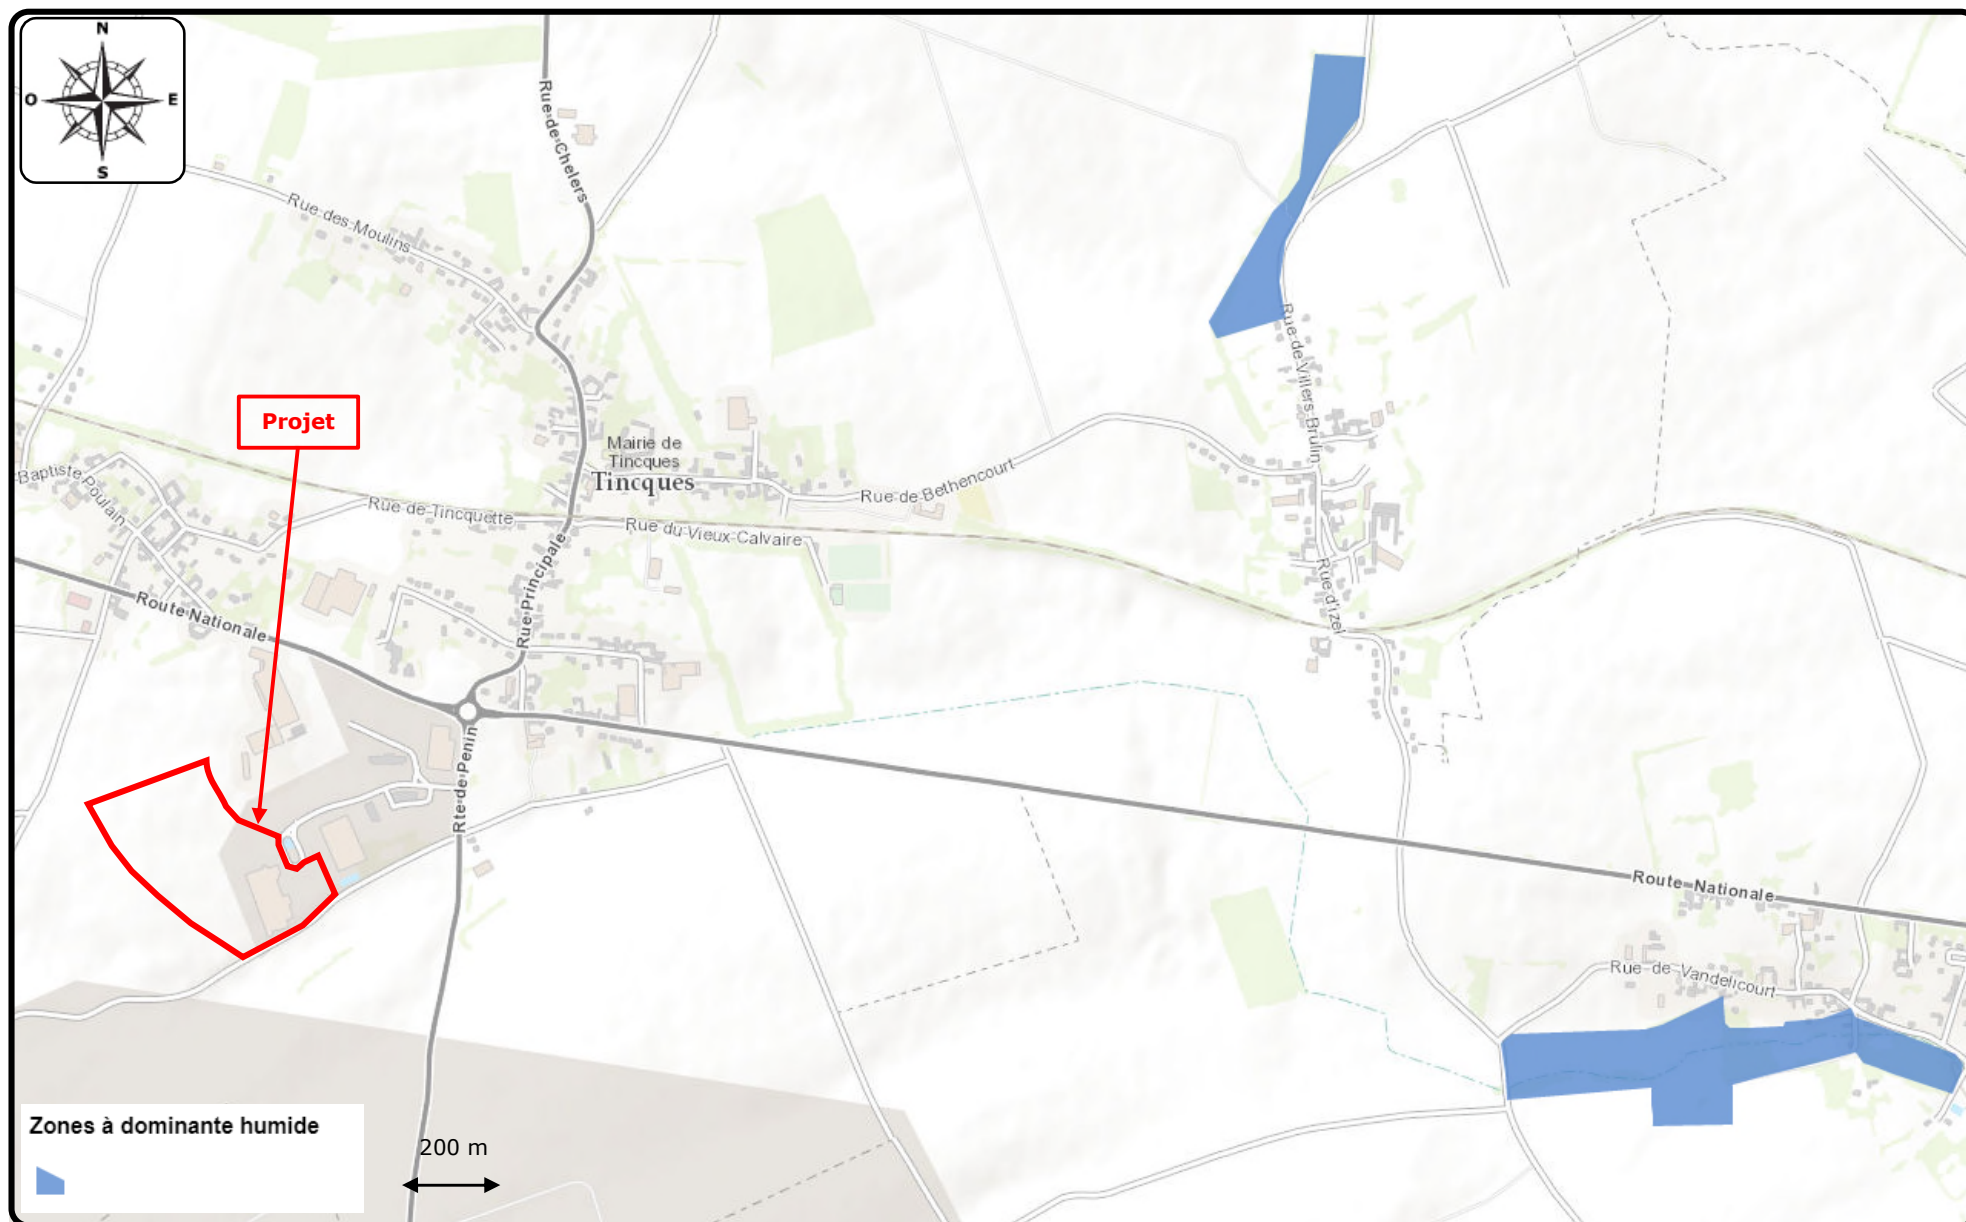 N
O
E
S
Rue de Chelers
Rue des Moulins
Projet
Mairie de
Tincques
Tincques
Rue de Bethencourt
Rue de Villers-Brûlin
Baptiste Poulain
Rue de Tincquette
Rue du Vieux Calvaire
Rue Principale
Rue d'Izel
Route Nationale
Rte de Penin
Route Nationale
Rue de Vandelicourt
Zones à dominante humide
200 m